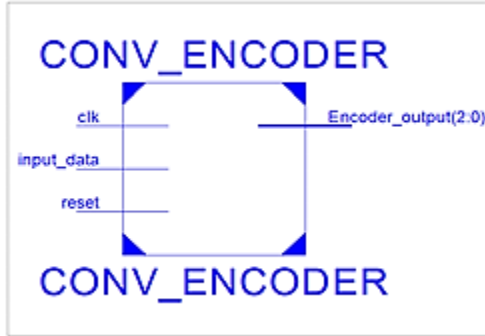 CONV_ENCODER
clk
Encoder_output(2:0)
input_data
reset
CONV_ENCODER